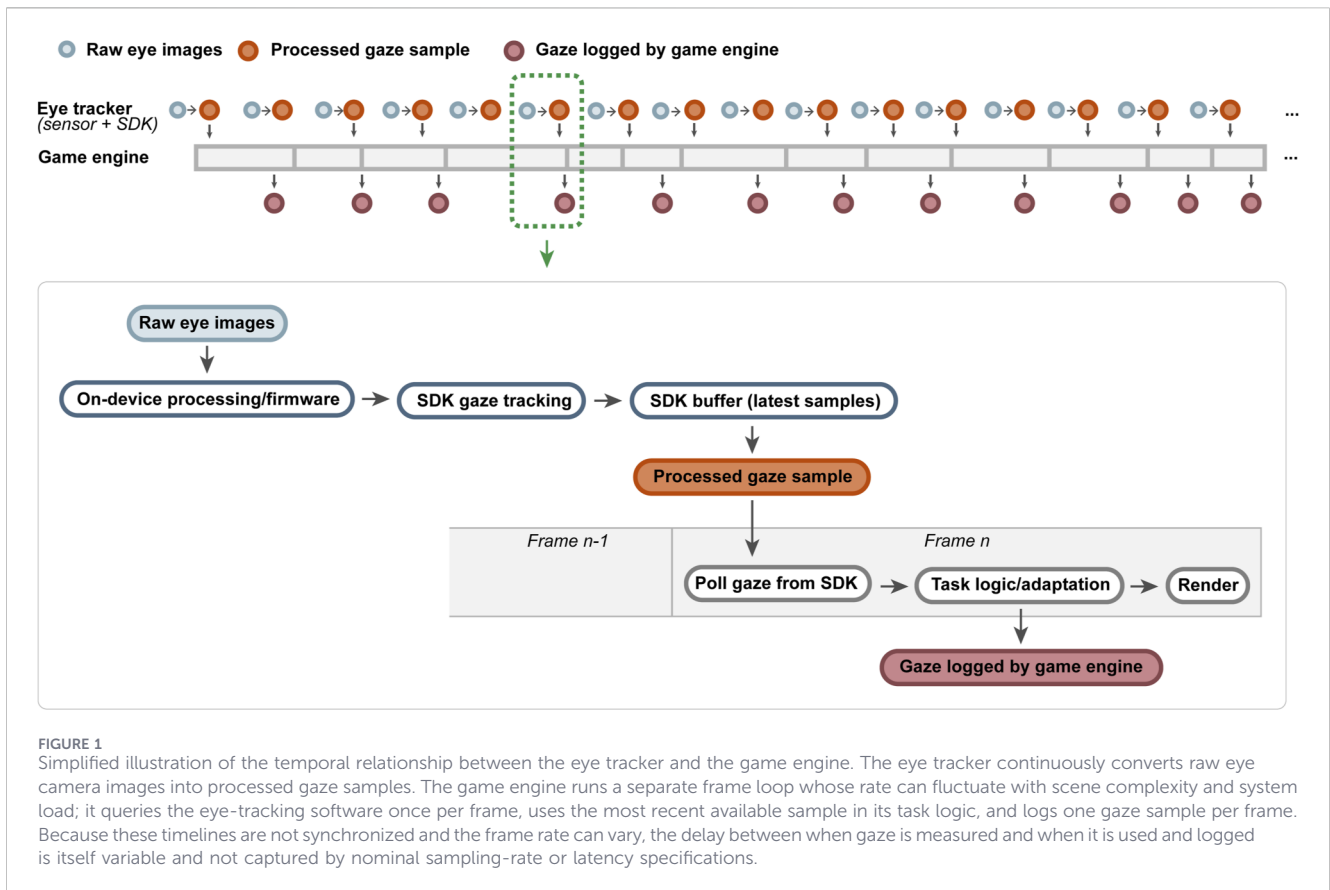 Raw eye images Processed gaze sample Gaze logged by game engine
Eye tracker
(sensor + SDK)
...
Game engine
...
Raw eye images
On-device processing/firmware
SDK gaze tracking
SDK buffer (latest samples)
Processed gaze sample
Frame n-1
Frame n
Poll gaze from SDK
Task logic/adaptation
Render
Gaze logged by game engine
FIGURE 1
Simplified illustration of the temporal relationship between the eye tracker and the game engine. The eye tracker continuously converts raw eye
camera images into processed gaze samples. The game engine runs a separate frame loop whose rate can fluctuate with scene complexity and system
load; it queries the eye-tracking software once per frame, uses the most recent available sample in its task logic, and logs one gaze sample per frame.
Because these timelines are not synchronized and the frame rate can vary, the delay between when gaze is measured and when it is used and logged
is itself variable and not captured by nominal sampling-rate or latency specifications.